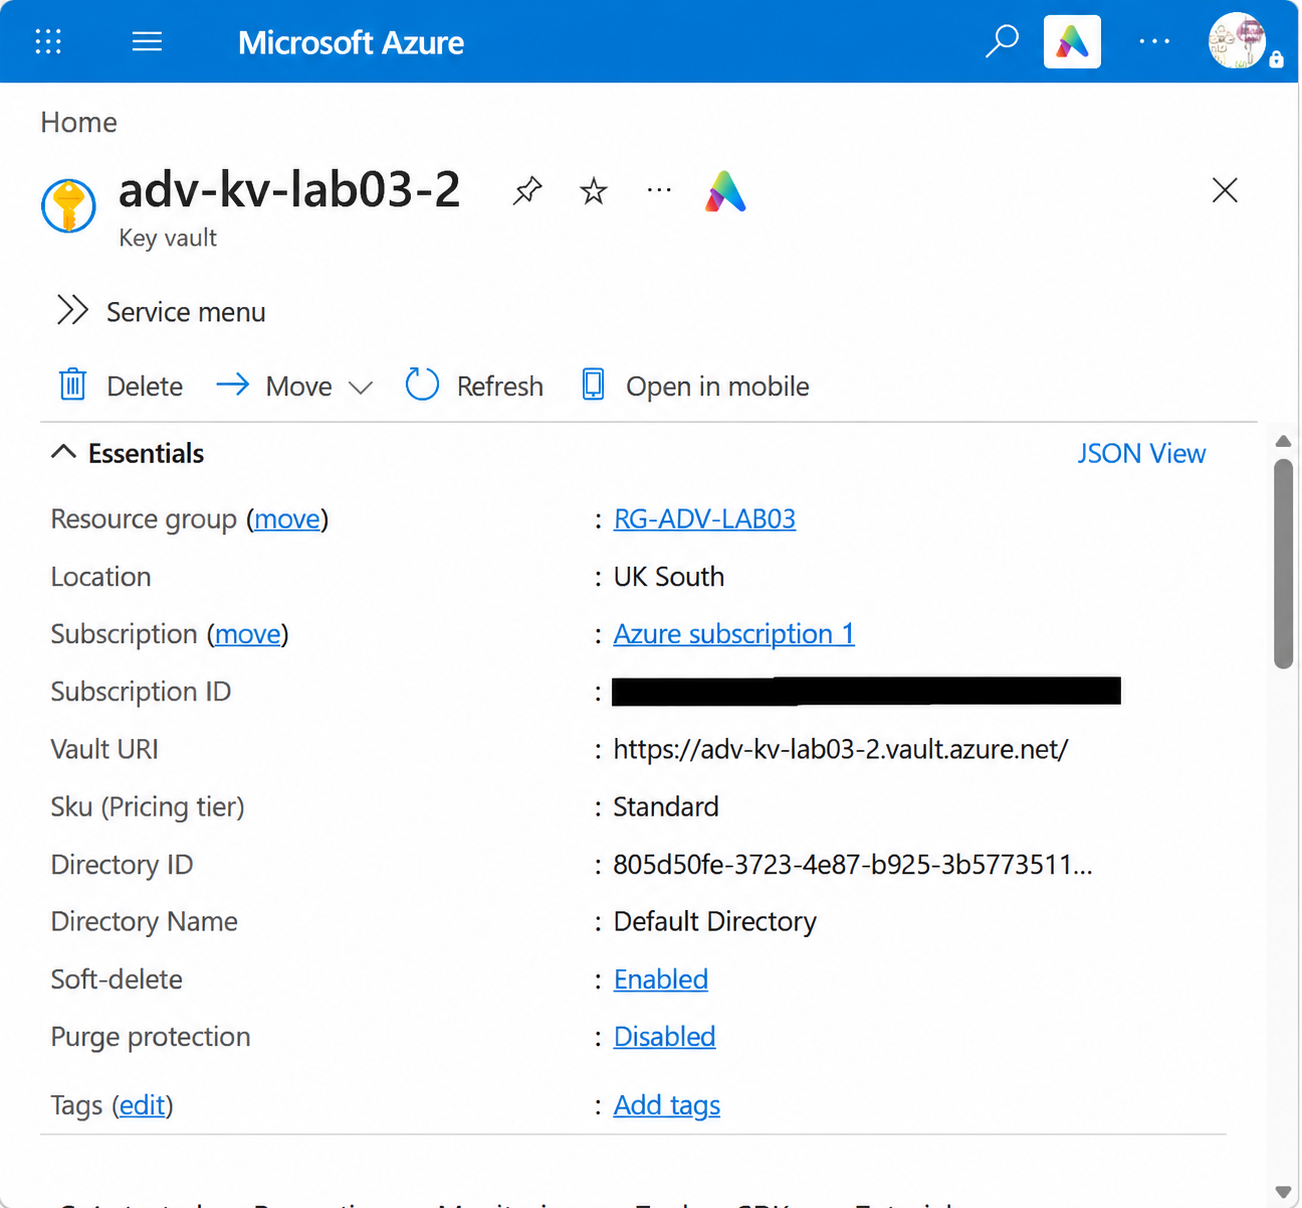 Microsoft Azure
Home
adv-kv-lab03-2
Key vault
Service menu
Delete Move Refresh Open in mobile
Essentials JSON View
Resource group (move) : RG-ADV-LAB03
Location : UK South
Subscription (move) : Azure subscription 1
Subscription ID :
Vault URI : https://adv-kv-lab03-2.vault.azure.net/
Sku (Pricing tier) : Standard
Directory ID : 805d50fe-3723-4e87-b925-3b5773511...
Directory Name : Default Directory
Soft-delete : Enabled
Purge protection : Disabled
Tags (edit) : Add tags